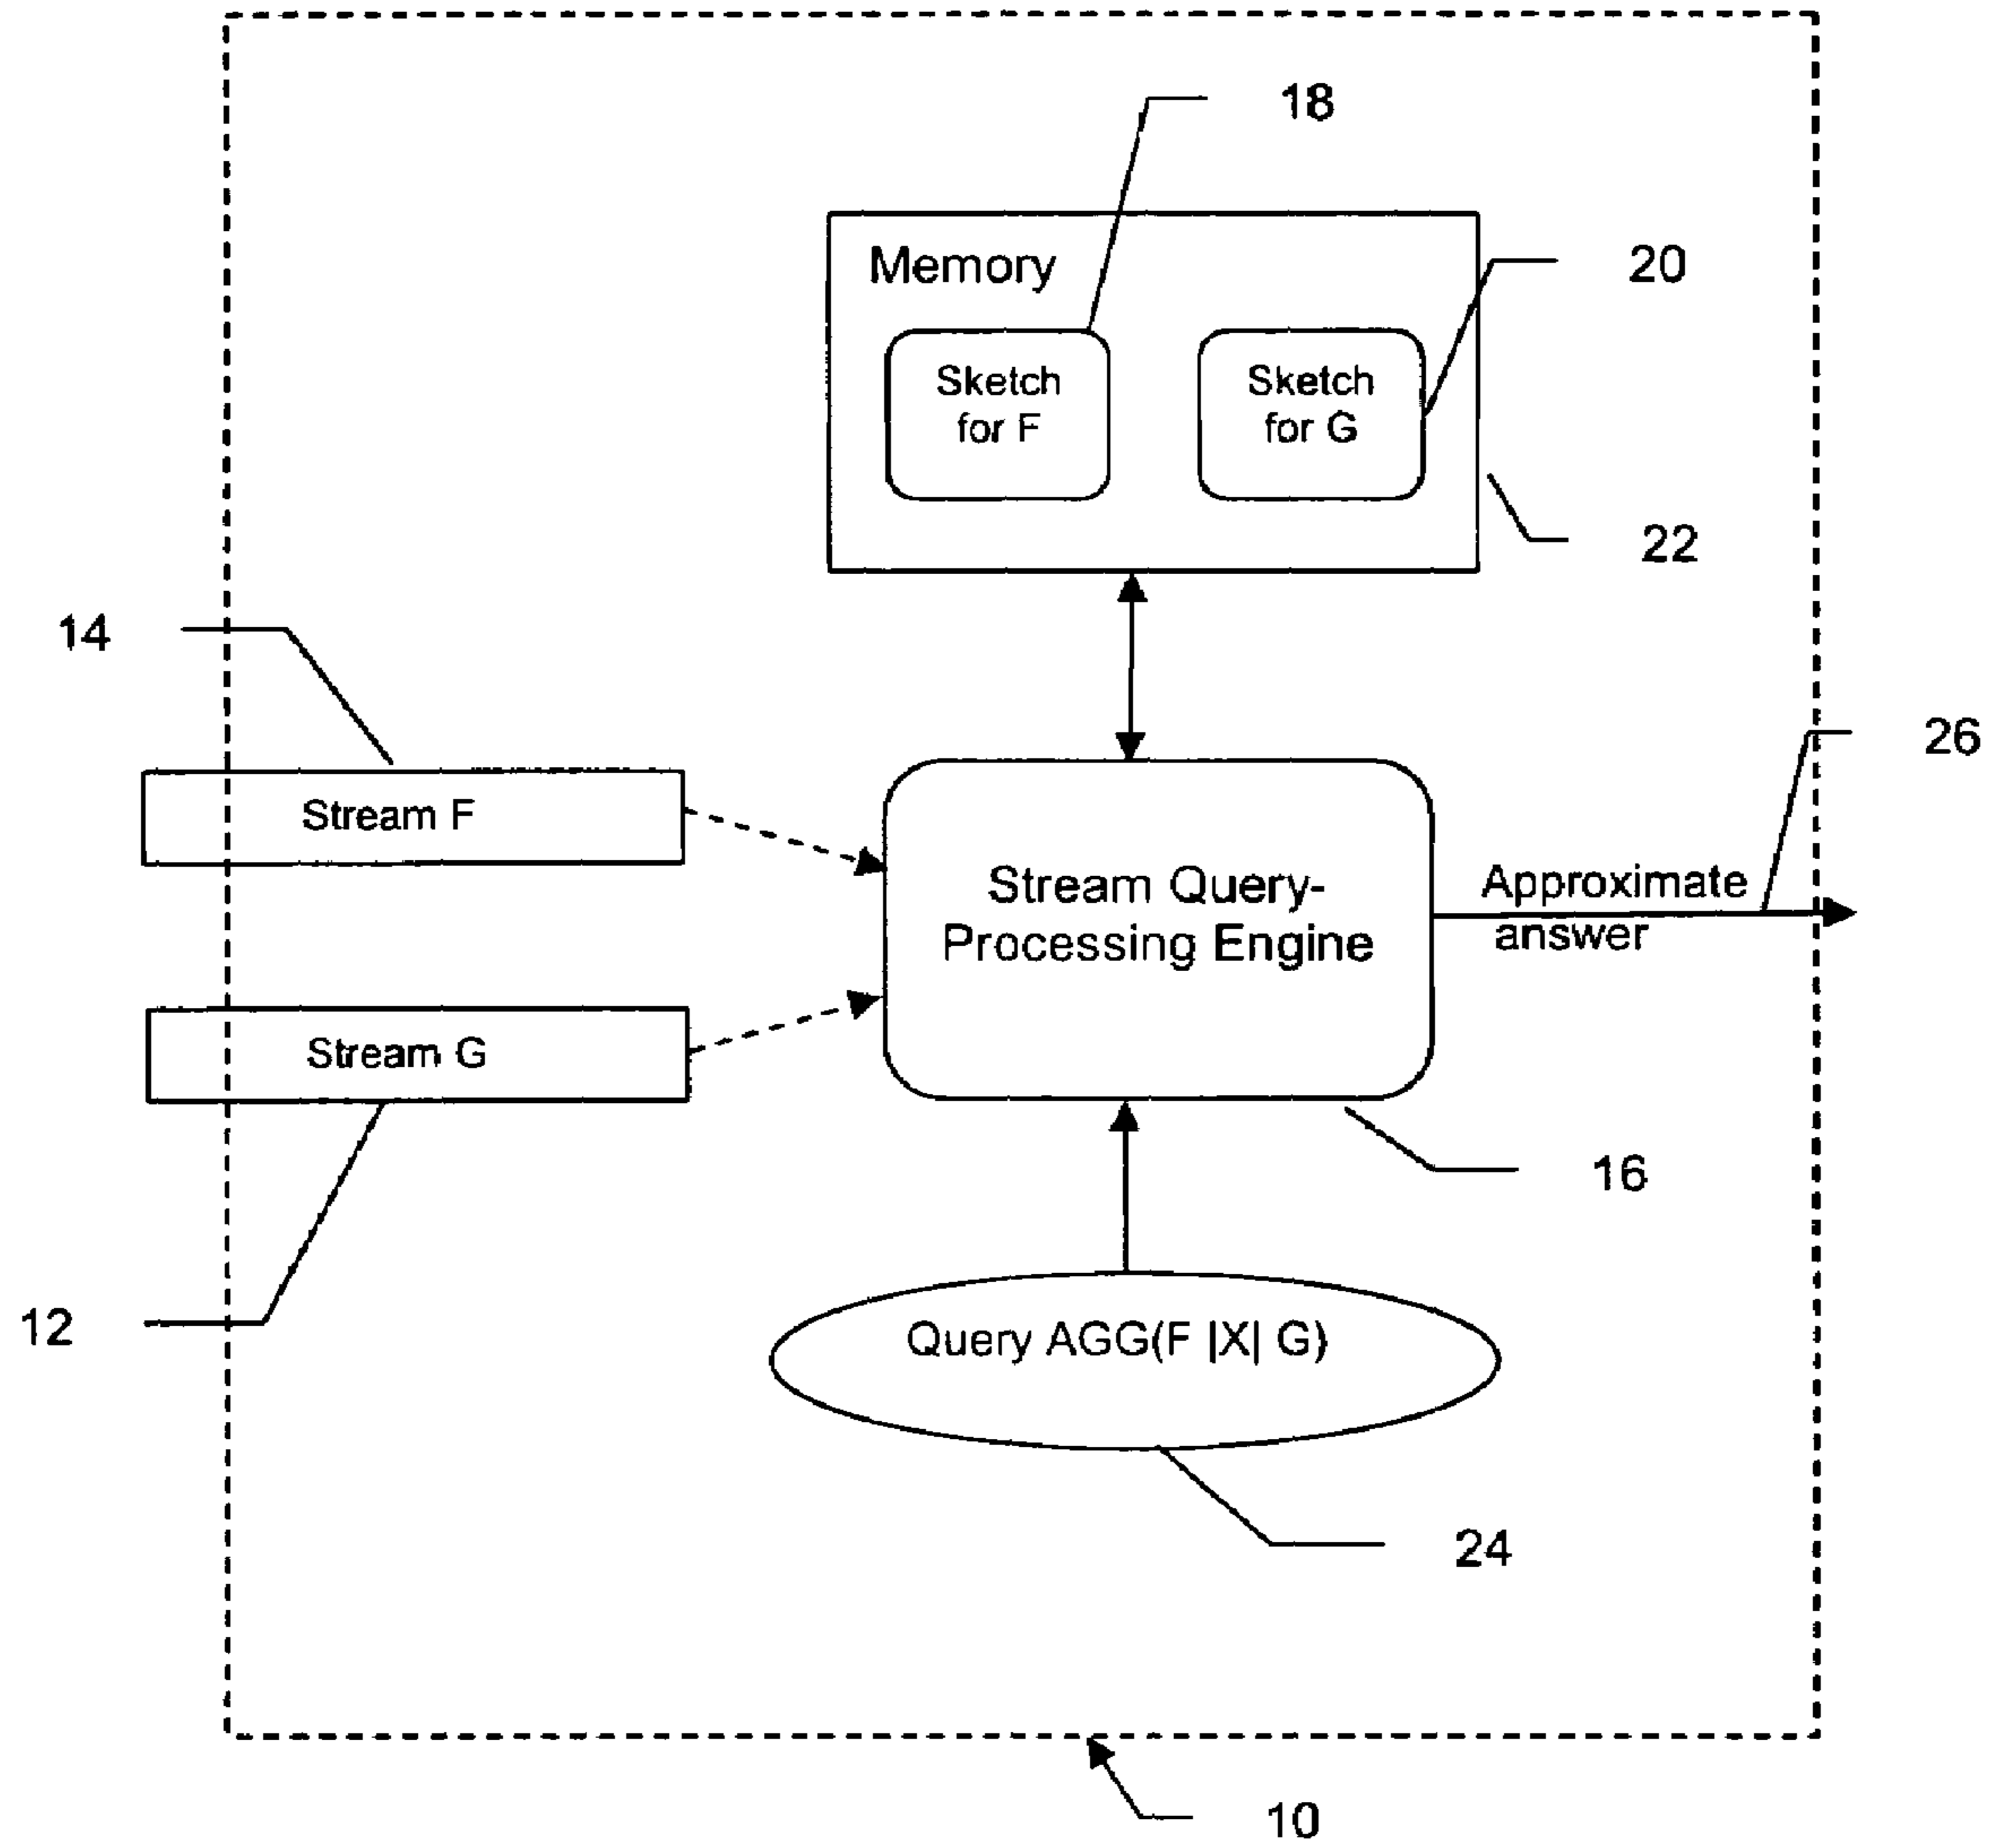 18
Memory
20
Sketch
for F
Sketch
for G
22
14
26
Stream F
Stream Query-
Processing Engine
Approximate
answer
Stream G
16
12
Query AGG(F |X| G)
24
10